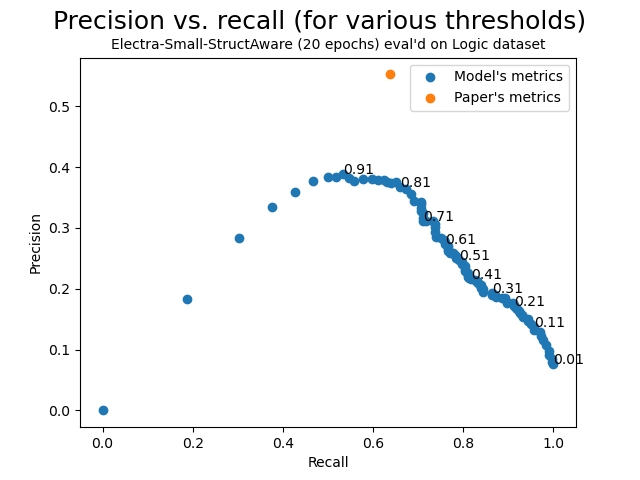 Precision vs. recall (for various thresholds)
Electra-Small-StructAware (20 epochs) eval'd on Logic dataset
Model's metrics
Paper's metrics
0.5
0.4
0.3
0.2
0.1
0.0
Precision
0.91
0.81
0.71
0.61
0.51
0.41
0.31
0.21
0.11
0.01
0.0 0.2 0.4 0.6 0.8 1.0
Recall